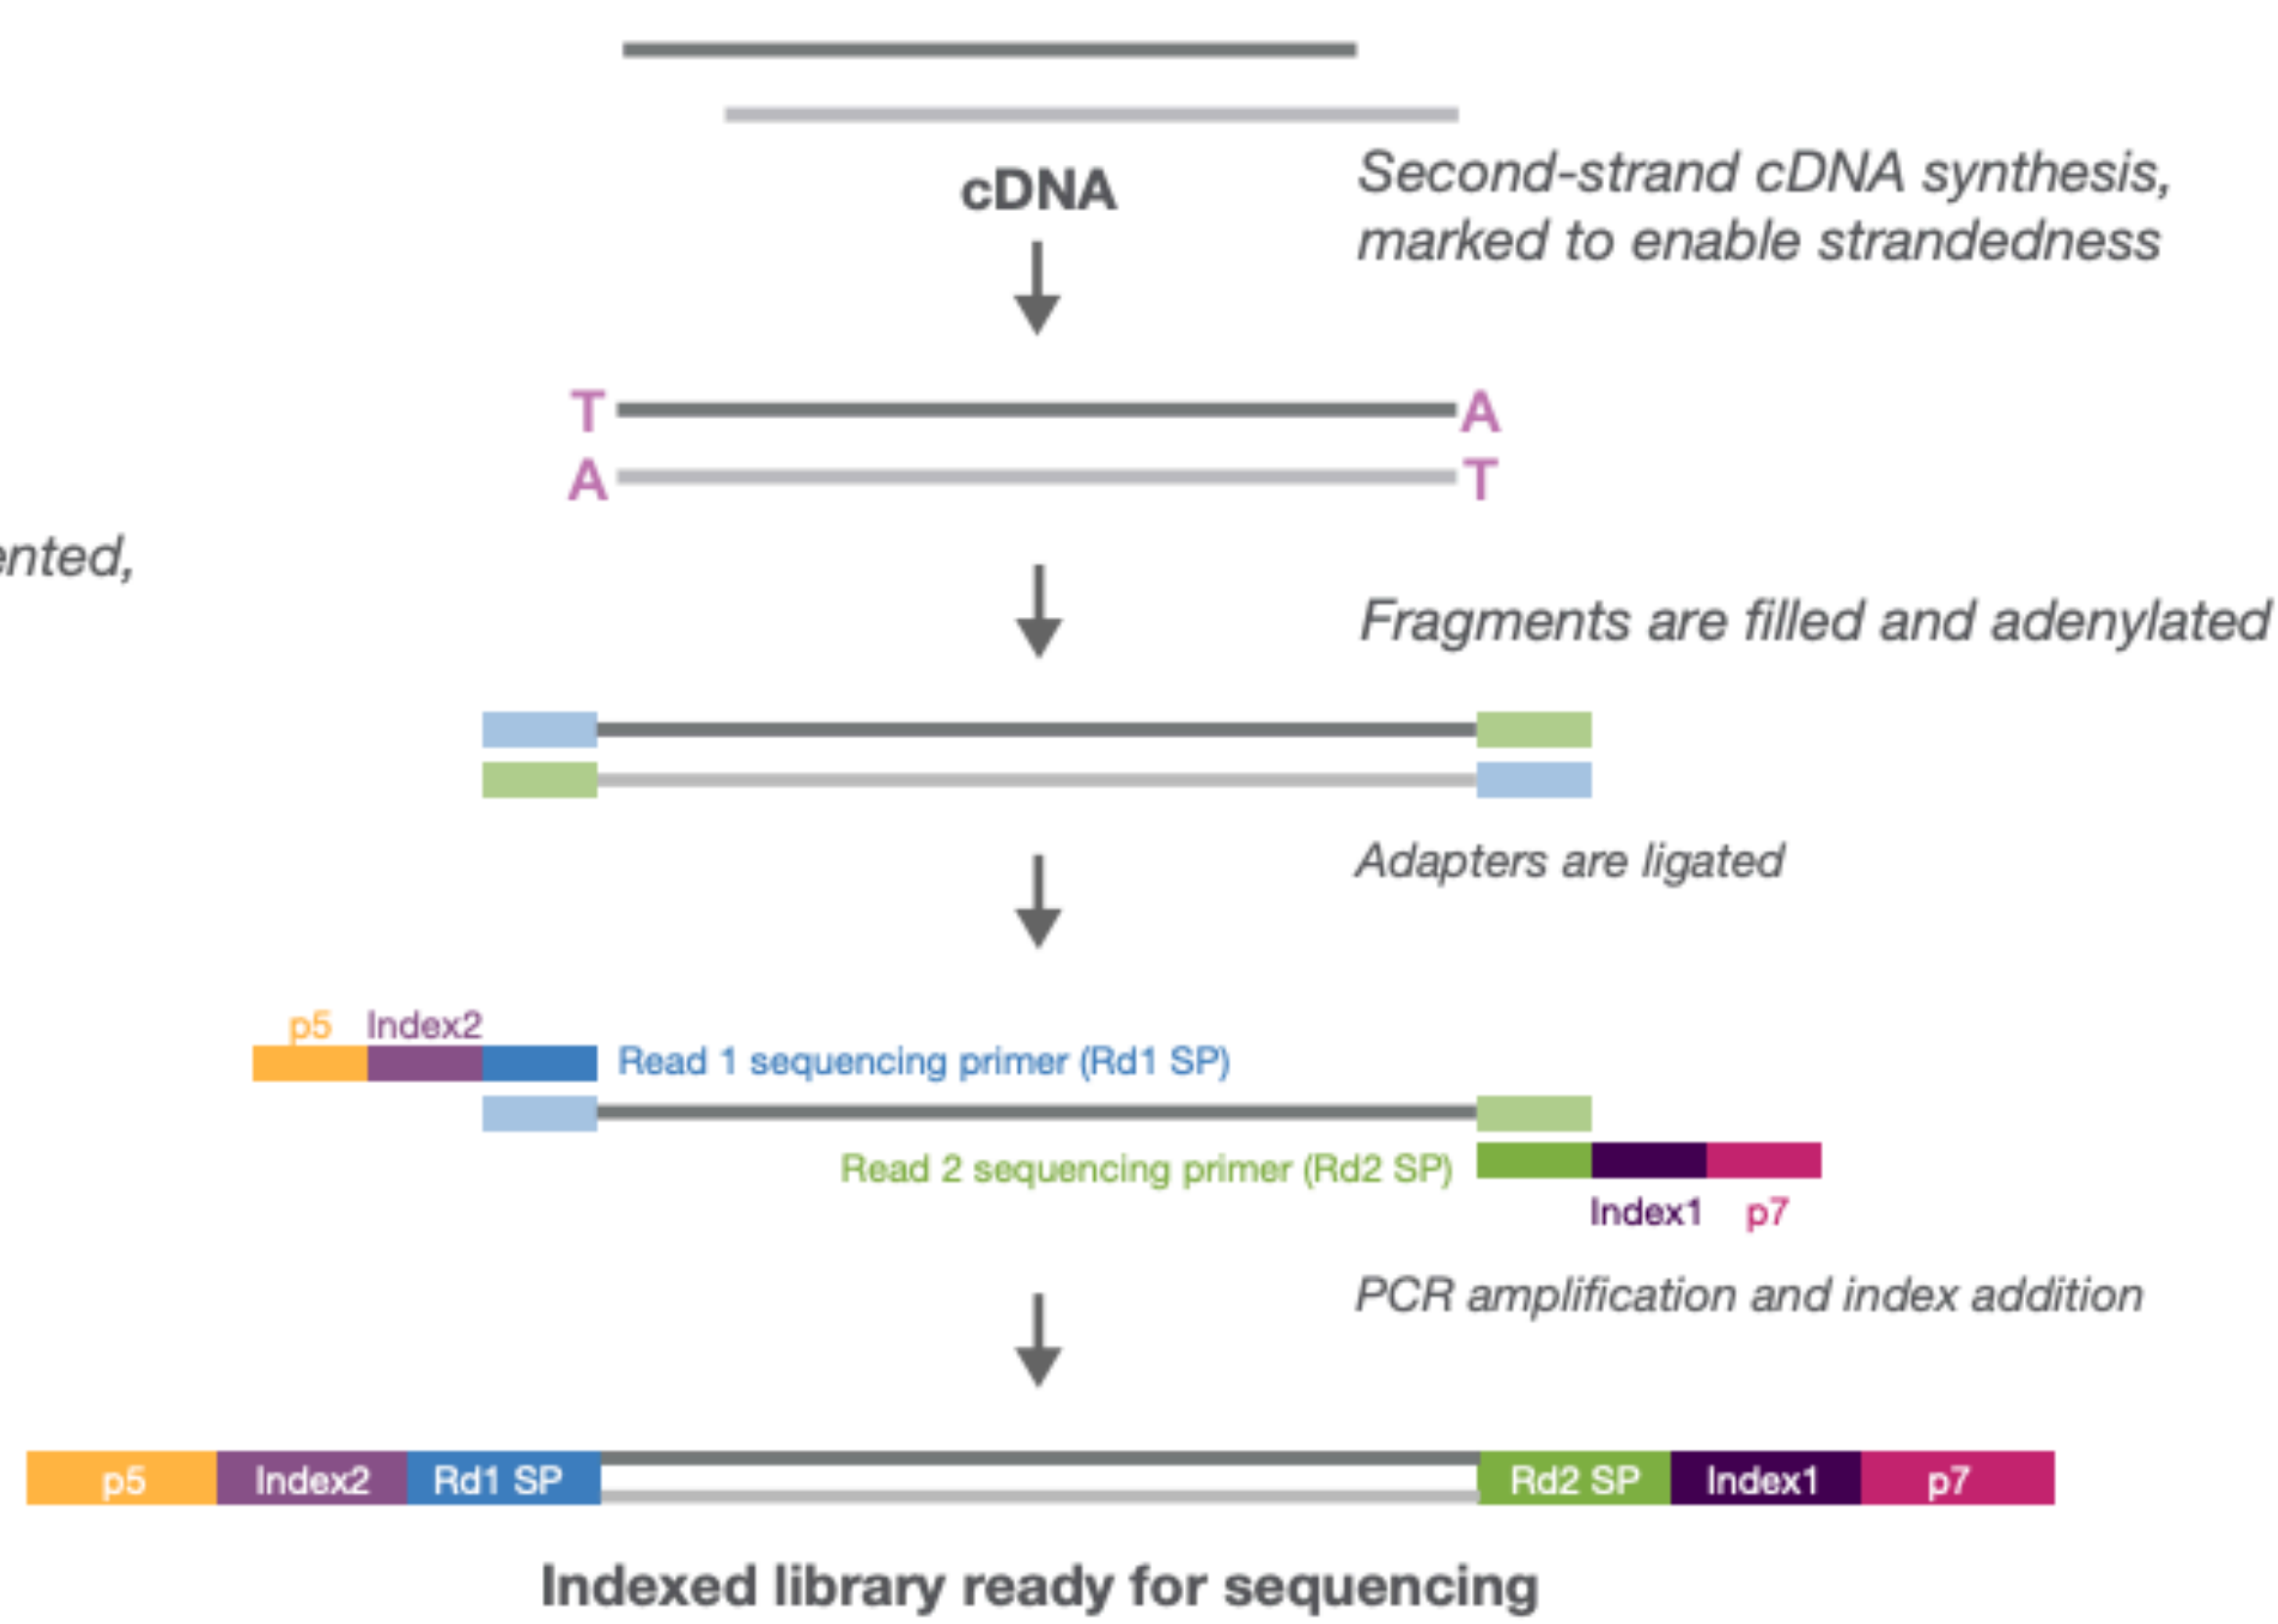 cDNA
Second-strand cDNA synthesis,
marked to enable strandedness
T A
A T
ented,
Fragments are filled and adenylated
Adapters are ligated
p5 Index2
Read 1 sequencing primer (Rd1 SP)
Read 2 sequencing primer (Rd2 SP)
Index1 p7
PCR amplification and index addition
p5 Index2 Rd1 SP Rd2 SP Index1 p7
Indexed library ready for sequencing